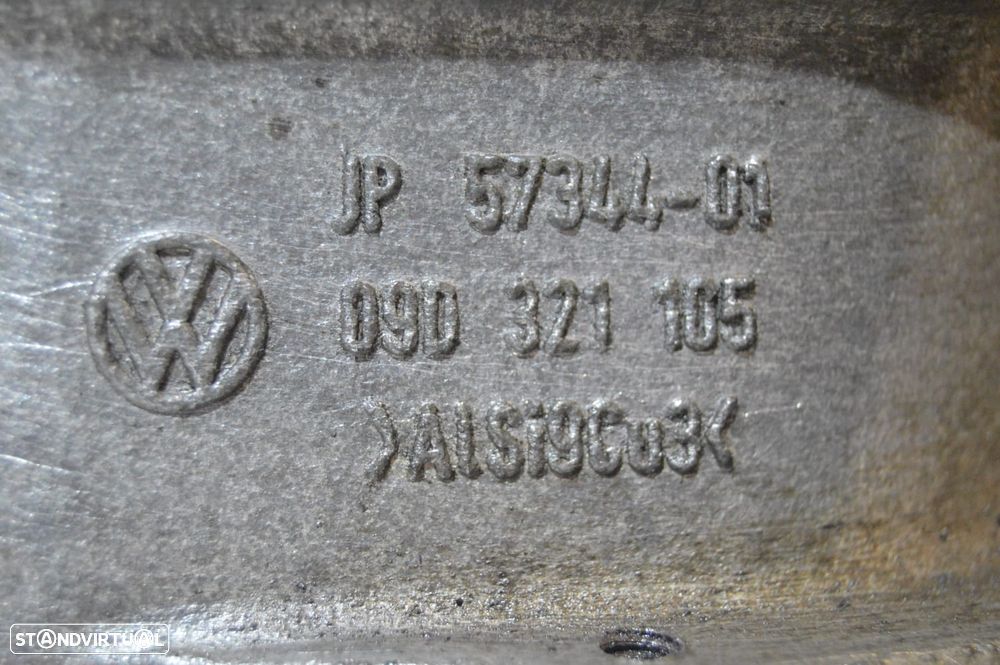 JP 57344-01
09D 321 105
>AlSi9Cu3<
STANDVIRTUAL